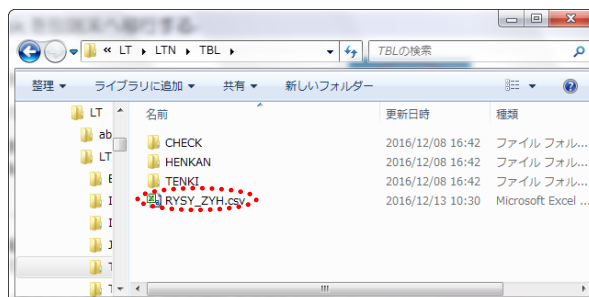 « LT ▸ LTN ▸ TBL ▸
TBLの検索
整理 ▼ ライブラリに追加 ▼ 共有 ▼ 新しいフォルダー
LT
ab
LT
名前 更新日時 種類
CHECK 2016/12/08 16:42 ファイル フォル...
HENKAN 2016/12/08 16:42 ファイル フォル...
TENKI 2016/12/08 16:42 ファイル フォル...
RYSY_ZYH.csv 2016/12/13 10:30 Microsoft Excel ...